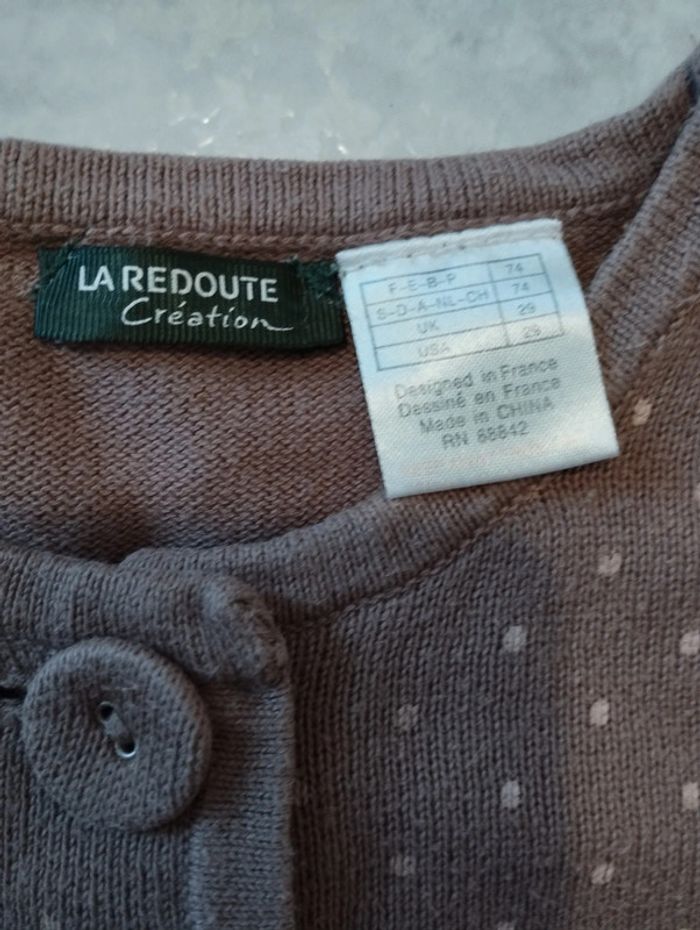 LA REDOUTE
Création
F-E-B-P 74
S-D-A-NL-CH 74
UK 29
USA 29
Designed in France
Dessiné en France
Made in CHINA
RN 88842